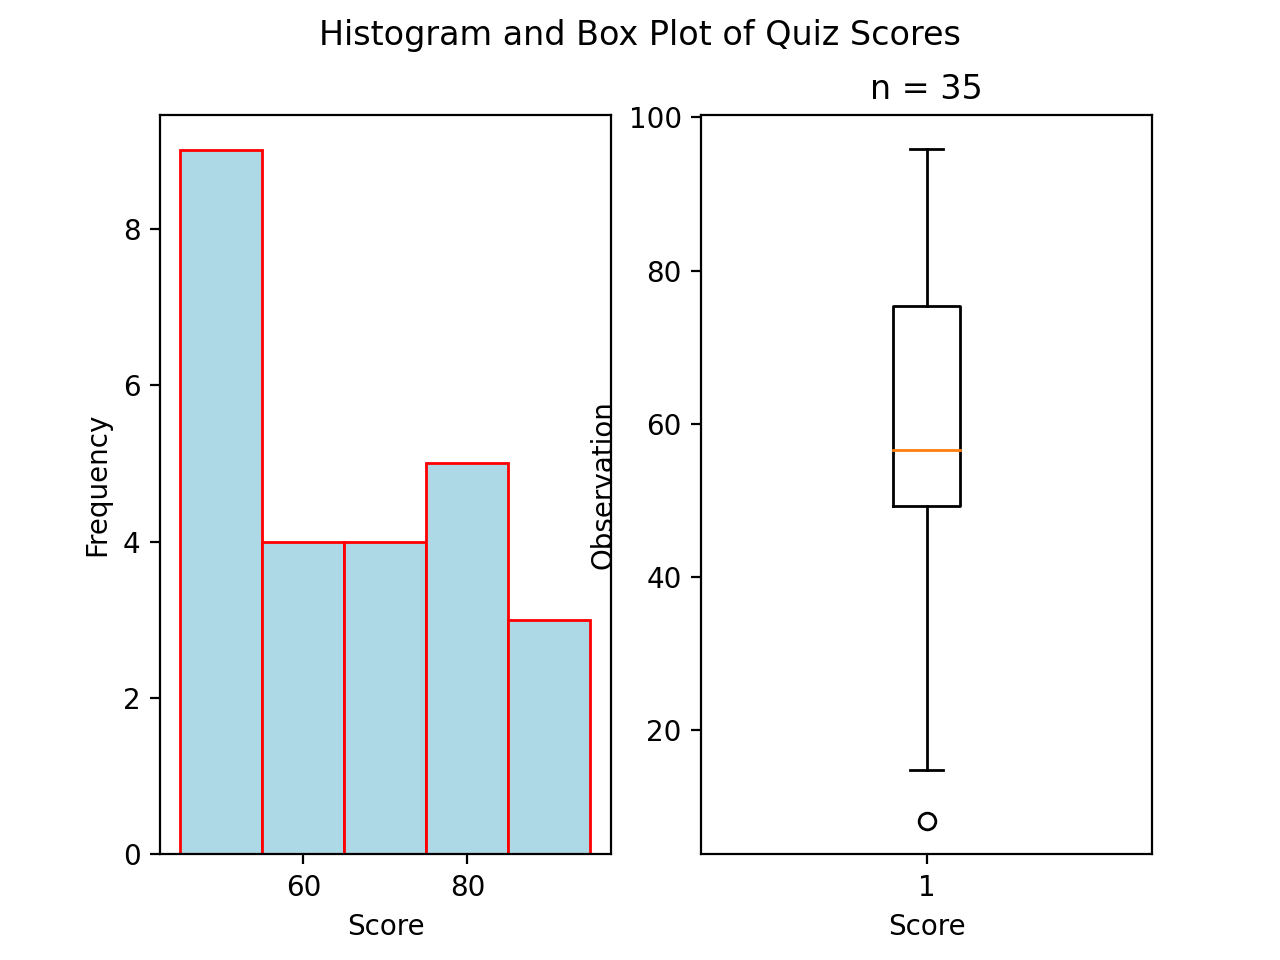 Histogram and Box Plot of Quiz Scores
Frequency
8
6
4
2
0
60 80
Score
n = 35
Observation
100
80
60
40
20
1
Score